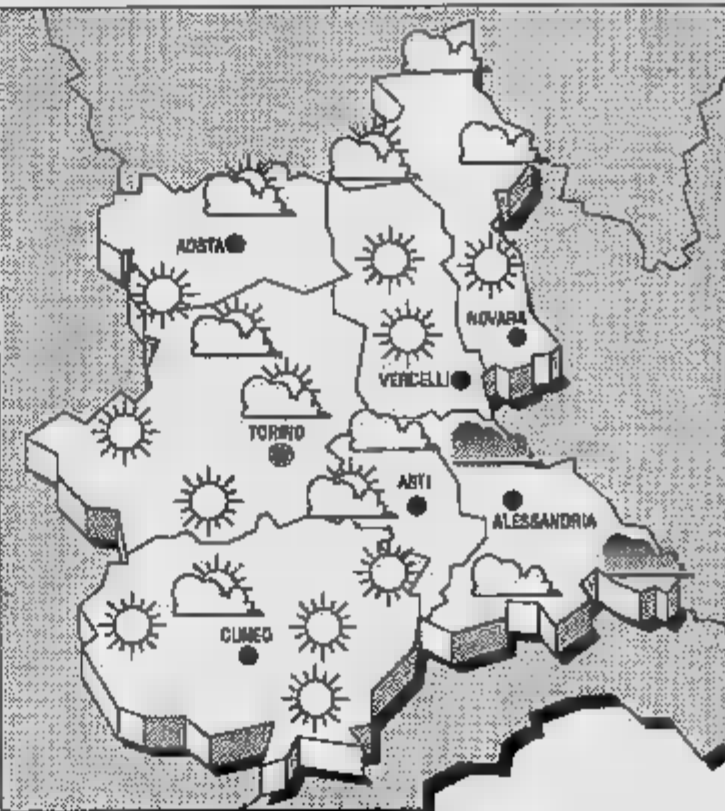 AOSTA
NOVARA
VERCELLI
TORINO
ASTI
ALESSANDRIA
CUNEO